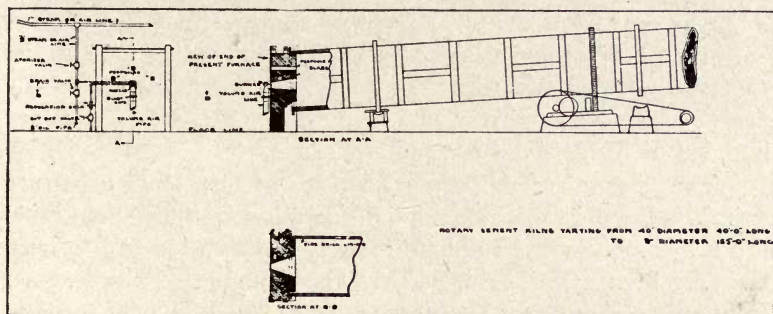 1" STEAM OR AIR LINE
STEAM OR AIR
LINE
ATOMIZER
VALVE
DRAIN VALVE
REGULATING COCK
CUT OFF VALVE
OIL PIPE
A
B
B
VOLUME AIR
PIPE
A
VIEW OF END OF
PRESENT FURNACE
PEEPHOLE
GLASS
BURNER
VOLUME AIR
LINE
FLOOR LINE
SECTION AT A-A
FIRE BRICK LINING
SECTION AT B-B
ROTARY CEMENT KILNS VARYING FROM 40" DIAMETER 40'-0" LONG
TO 8' DIAMETER 125'-0" LONG